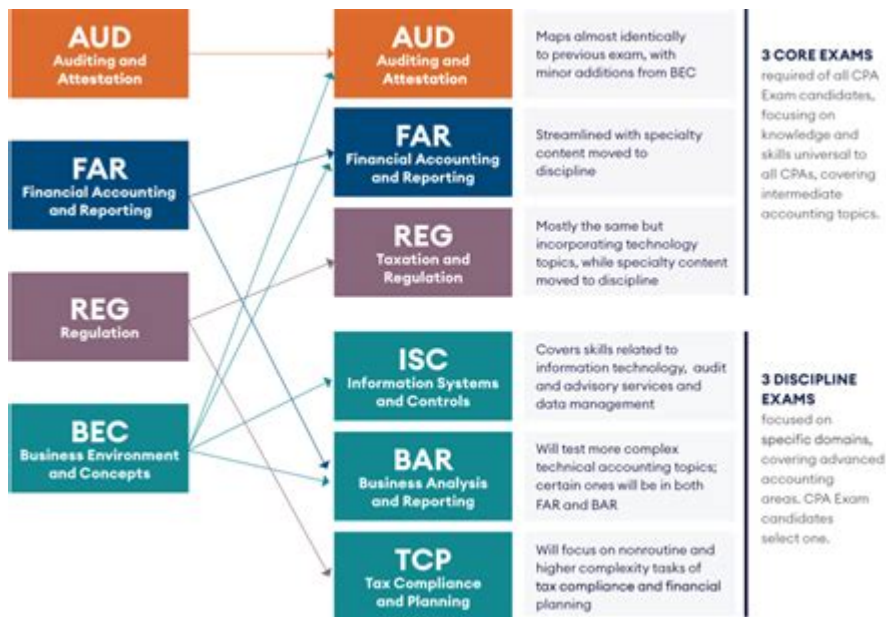 AUD
Auditing and
Attestation
FAR
Financial Accounting
and Reporting
REG
Regulation
BEC
Business Environment
and Concepts
AUD
Auditing and
Attestation
Maps almost identically
to previous exam, with
minor additions from BEC
FAR
Financial Accounting
and Reporting
Streamlined with specialty
content moved to
discipline
REG
Taxation and
Regulation
Mostly the same but
incorporating technology
topics, while specialty content
moved to discipline
ISC
Information Systems
and Controls
Covers skills related to
information technology, audit
and advisory services and
data management
BAR
Business Analysis
and Reporting
Will test more complex
technical accounting topics;
certain ones will be in both
FAR and BAR
TCP
Tax Compliance
and Planning
Will focus on nonroutine and
higher complexity tasks of
tax compliance and financial
planning
3 CORE EXAMS
required of all CPA
Exam candidates,
focusing on
knowledge and
skills universal to
all CPAs, covering
intermediate
accounting topics.
3 DISCIPLINE
EXAMS
focused on
specific domains,
covering advanced
accounting
areas. CPA Exam
candidates
select one.